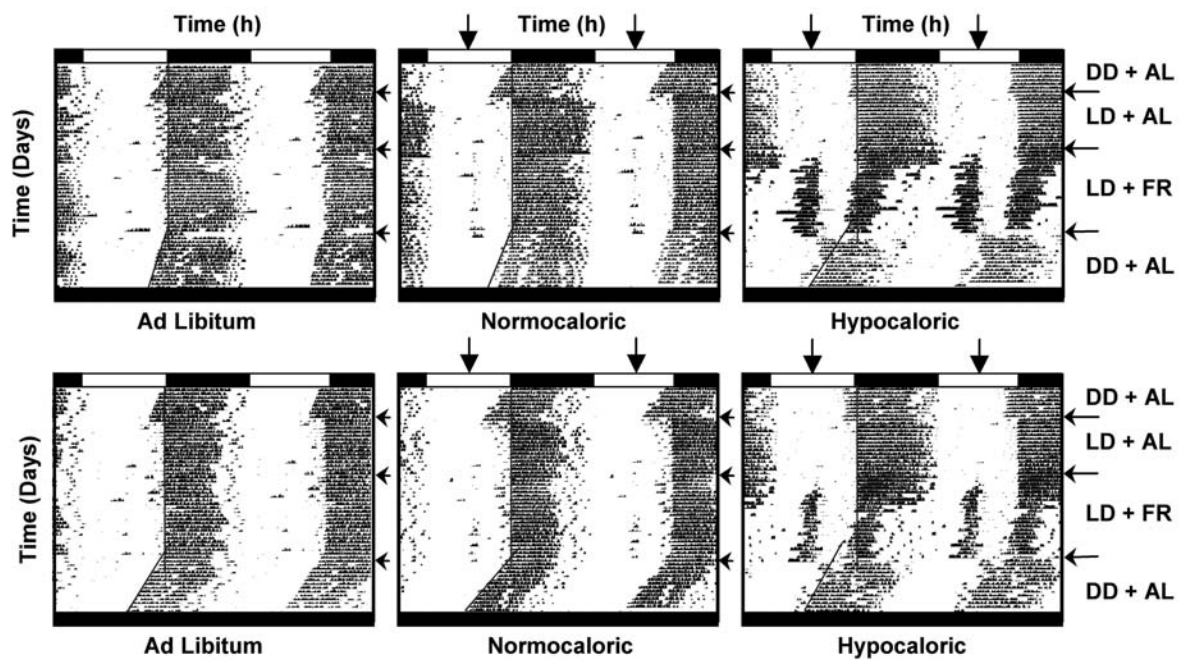 Time (h)
Time (h)
Time (h)
Time (Days)
DD + AL
LD + AL
LD + FR
DD + AL
Ad Libitum
Normocaloric
Hypocaloric
Time (Days)
DD + AL
LD + AL
LD + FR
DD + AL
Ad Libitum
Normocaloric
Hypocaloric